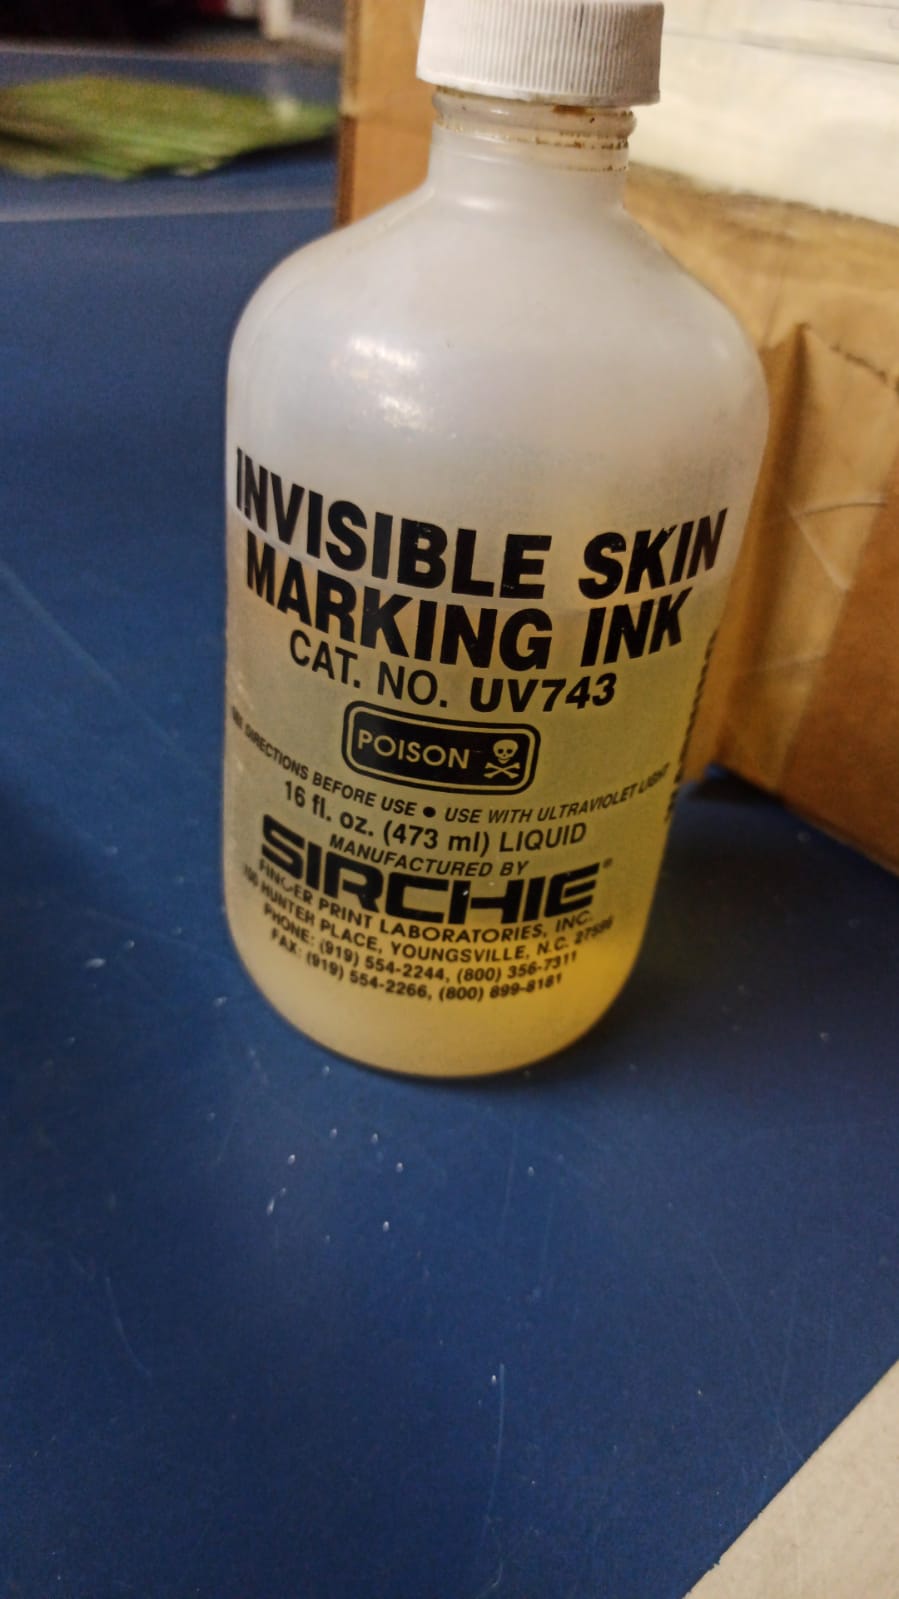 INVISIBLE SKIN
MARKING INK
CAT. NO. UV743
POISON
DIRECTIONS BEFORE USE ● USE WITH ULTRAVIOLET LIGHT
16 fl. oz. (473 ml) LIQUID
MANUFACTURED BY
SIRCHIE®
FINGER PRINT LABORATORIES, INC.
HUNTER PLACE, YOUNGSVILLE, N.C. 27596
PHONE: (919) 554-2244, (800) 356-7311
FAX: (919) 554-2266, (800) 899-8181